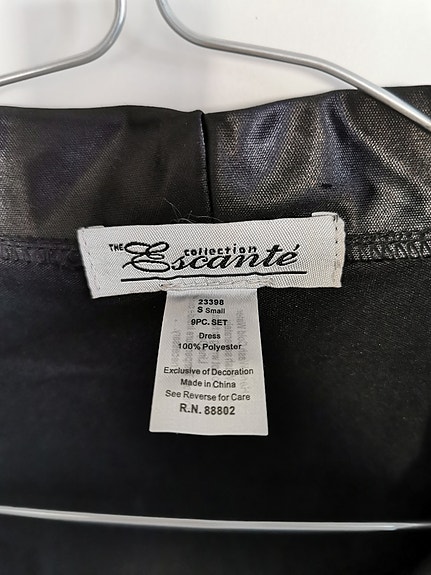 THE
collection
Escanté
23398
S Small
9PC. SET
Dress
100% Polyester
Exclusive of Decoration
Made in China
See Reverse for Care
R.N. 88802